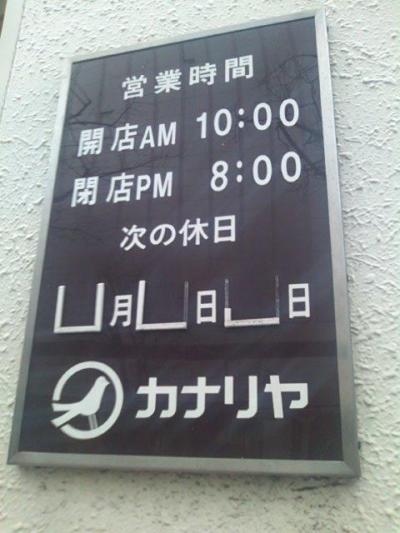 営業時間
開店AM 10:00
閉店PM 8:00
次の休日
月 日 日
カナリヤ